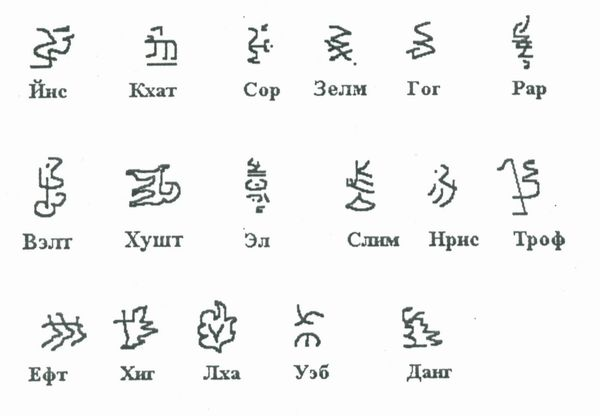 Йнс Кхат Сор Зелм Гог Рар
Вэлт Хушт Эл Слим Нрис Троф
Ефт Хиг Лха Уэб Данг